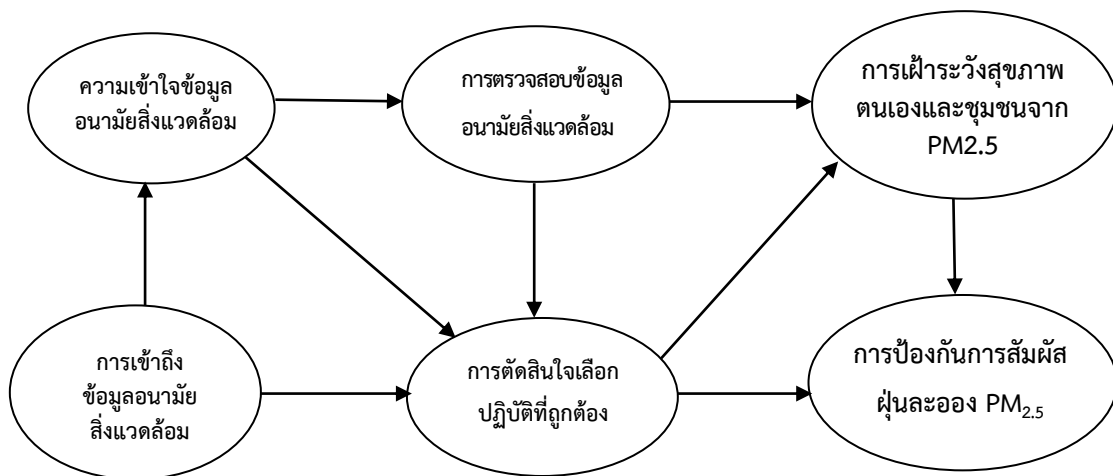 ความเข้าใจข้อมูล
อนามัยสิ่งแวดล้อม
การตรวจสอบข้อมูล
อนามัยสิ่งแวดล้อม
การเฝ้าระวังสุขภาพ
ตนเองและชุมชนจาก
PM2.5
การเข้าถึง
ข้อมูลอนามัย
สิ่งแวดล้อม
การตัดสินใจเลือก
ปฏิบัติที่ถูกต้อง
การป้องกันการสัมผัส
ฝุ่นละออง PM2.5